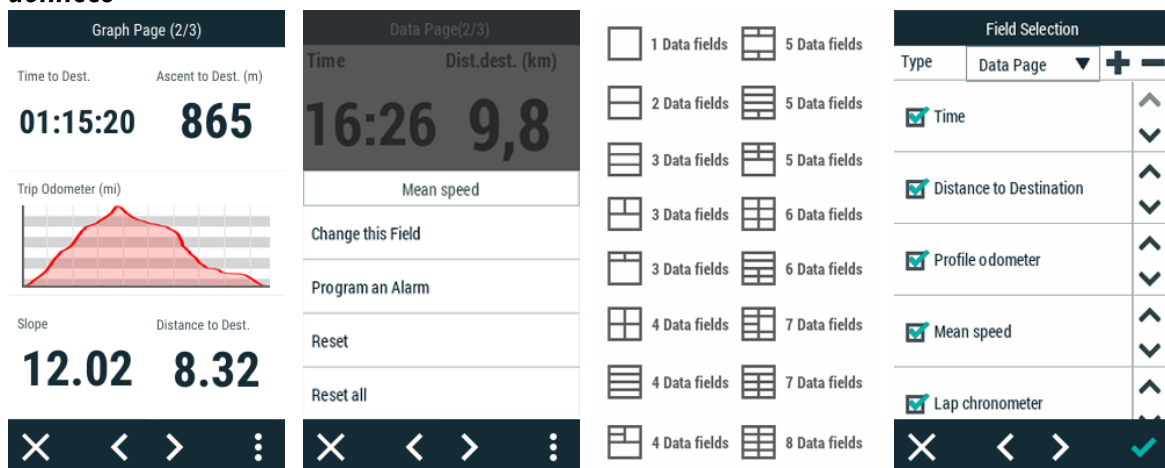 données
Graph Page (2/3)
Time to Dest.
Ascent to Dest. (m)
01:15:20
865
Trip Odometer (mi)
Slope
Distance to Dest.
12.02
8.32
Data Page(2/3)
Time
Dist.dest. (km)
16:26
9,8
Mean speed
Change this Field
Program an Alarm
Reset
Reset all
1 Data fields
5 Data fields
2 Data fields
5 Data fields
3 Data fields
5 Data fields
3 Data fields
6 Data fields
3 Data fields
6 Data fields
4 Data fields
7 Data fields
4 Data fields
7 Data fields
4 Data fields
8 Data fields
Field Selection
Type
Data Page
Time
Distance to Destination
Profile odometer
Mean speed
Lap chronometer